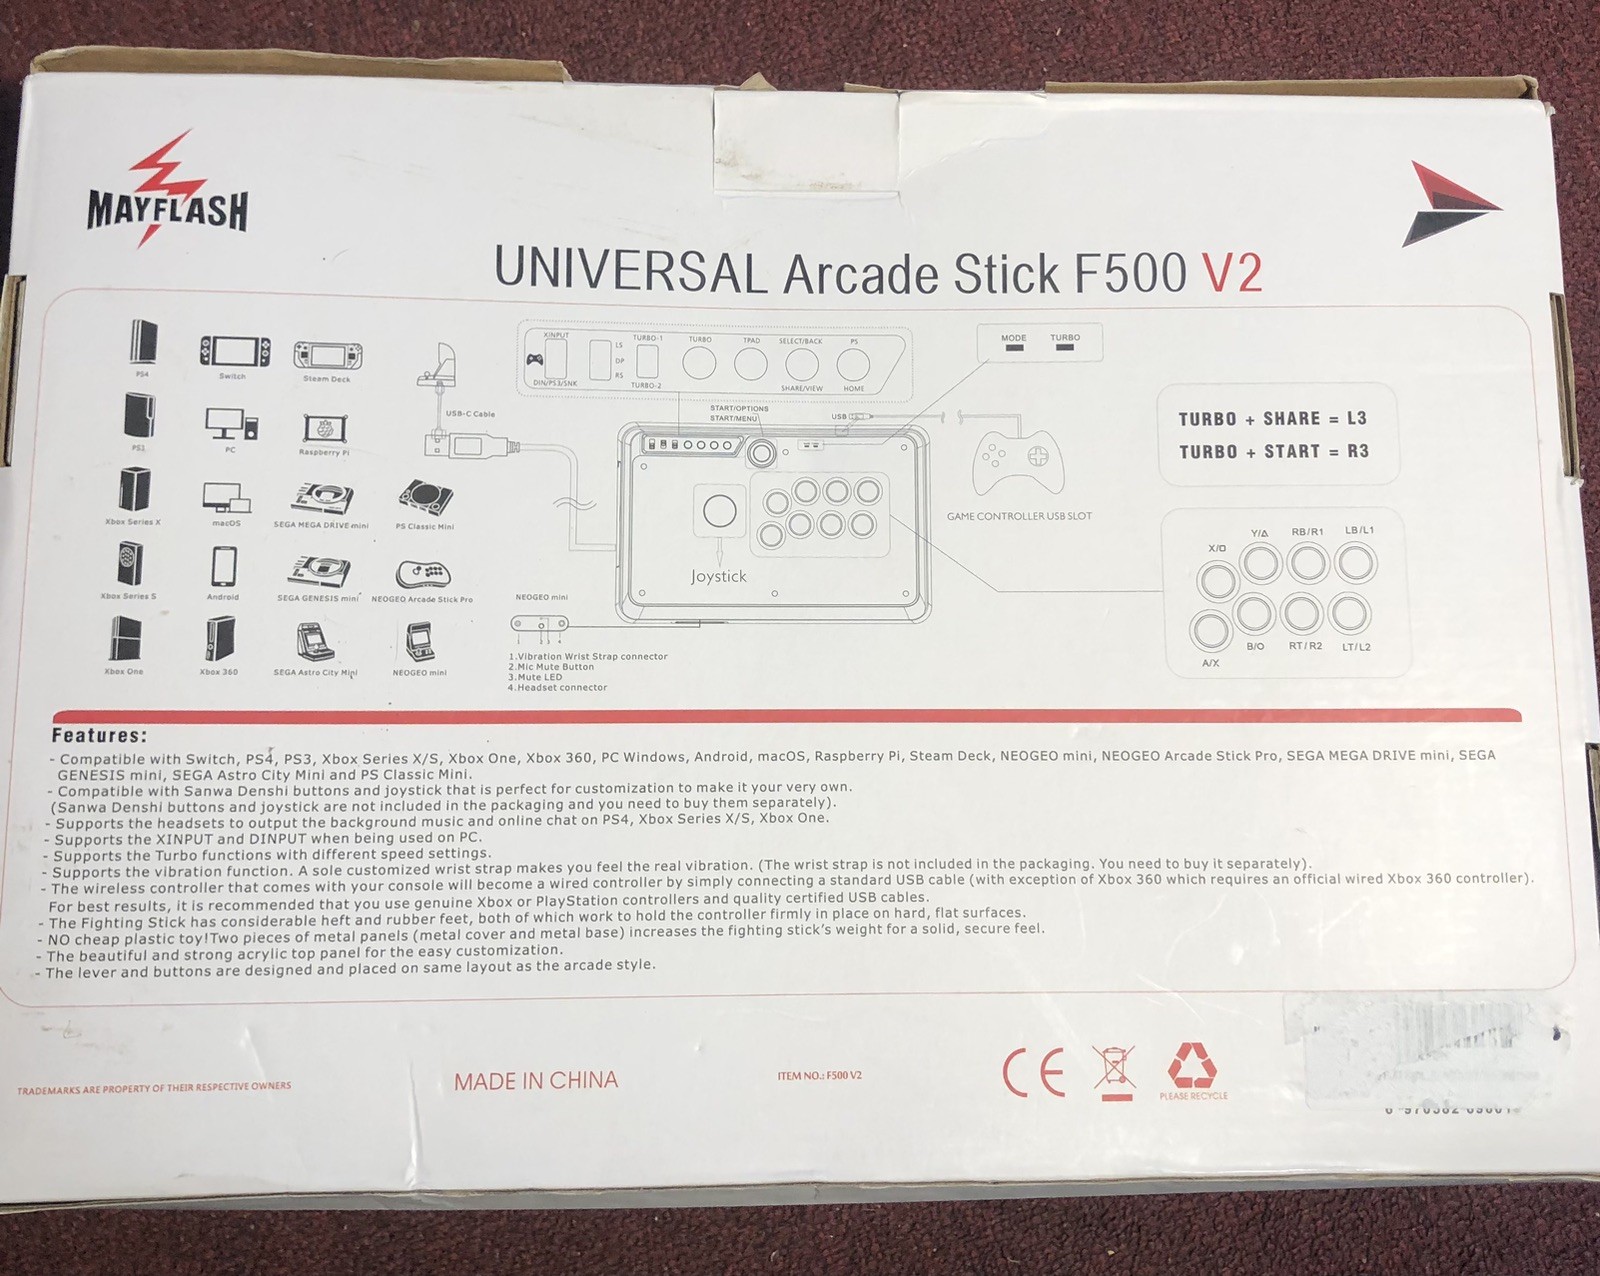 MAYFLASH
UNIVERSAL Arcade Stick F500 V2
PS4
Switch
Steam Deck
PS3
PC
Raspberry Pi
Xbox Series X
macOS
SEGA MEGA DRIVE mini
PS Classic Mini
Xbox Series S
Android
SEGA GENESIS mini
NEOGEO Arcade Stick Pro
Xbox One
Xbox 360
SEGA Astro City Mini
NEOGEO mini
USB-C Cable
XINPUT
DIN/PS3/SNK
LS
DP
RS
TURBO-1
TURBO-2
TURBO
TPAD
SELECT/BACK
SHARE/VIEW
PS
HOME
START/OPTIONS
START/MENU
USB
MODE
TURBO
GAME CONTROLLER USB SLOT
Joystick
NEOGEO mini
1 2 3 4
1.Vibration Wrist Strap connector
2.Mic Mute Button
3.Mute LED
4.Headset connector
TURBO + SHARE = L3
TURBO + START = R3
X/□
Y/△
RB/R1
LB/L1
A/X
B/O
RT/R2
LT/L2
Features:
- Compatible with Switch, PS4, PS3, Xbox Series X/S, Xbox One, Xbox 360, PC Windows, Android, macOS, Raspberry Pi, Steam Deck, NEOGEO mini, NEOGEO Arcade Stick Pro, SEGA MEGA DRIVE mini, SEGA
GENESIS mini, SEGA Astro City Mini and PS Classic Mini.
- Compatible with Sanwa Denshi buttons and joystick that is perfect for customization to make it your very own.
(Sanwa Denshi buttons and joystick are not included in the packaging and you need to buy them separately).
- Supports the headsets to output the background music and online chat on PS4, Xbox Series X/S, Xbox One.
- Supports the XINPUT and DINPUT when being used on PC.
- Supports the Turbo functions with different speed settings.
- Supports the vibration function. A sole customized wrist strap makes you feel the real vibration. (The wrist strap is not included in the packaging. You need to buy it separately).
- The wireless controller that comes with your console will become a wired controller by simply connecting a standard USB cable (with exception of Xbox 360 which requires an official wired Xbox 360 controller).
For best results, it is recommended that you use genuine Xbox or PlayStation controllers and quality certified USB cables.
- The Fighting Stick has considerable heft and rubber feet, both of which work to hold the controller firmly in place on hard, flat surfaces.
- NO cheap plastic toy!Two pieces of metal panels (metal cover and metal base) increases the fighting stick's weight for a solid, secure feel.
- The beautiful and strong acrylic top panel for the easy customization.
- The lever and buttons are designed and placed on same layout as the arcade style.
TRADEMARKS ARE PROPERTY OF THEIR RESPECTIVE OWNERS
MADE IN CHINA
ITEM NO.: F500 V2
CE
PLEASE RECYCLE